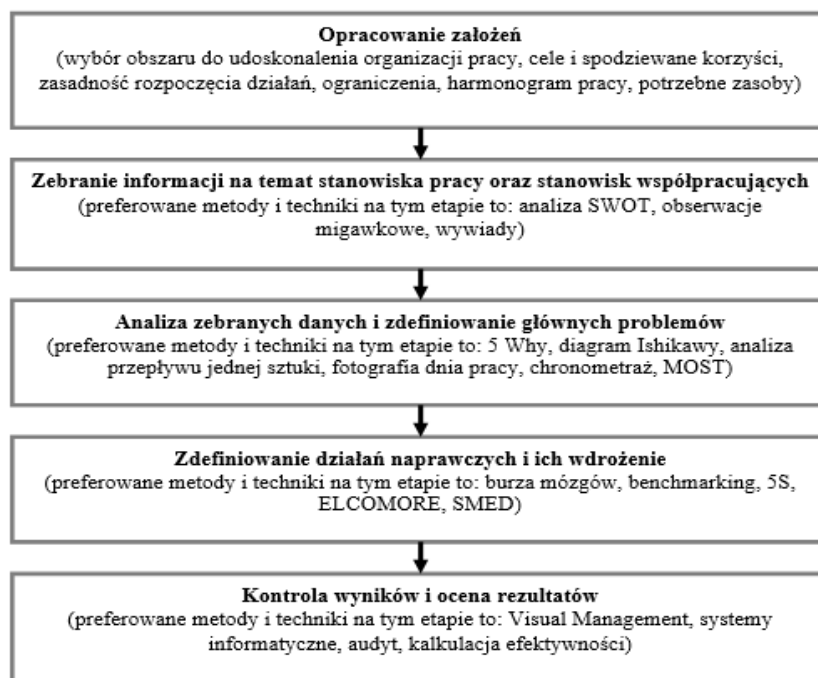 Opracowanie założeń
(wybór obszaru do udoskonalenia organizacji pracy, cele i spodziewane korzyści,
zasadność rozpoczęcia działań, ograniczenia, harmonogram pracy, potrzebne zasoby)
Zebranie informacji na temat stanowiska pracy oraz stanowisk współpracujących
(preferowane metody i techniki na tym etapie to: analiza SWOT, obserwacje
migawkowe, wywiady)
Analiza zebranych danych i zdefiniowanie głównych problemów
(preferowane metody i techniki na tym etapie to: 5 Why, diagram Ishikawy, analiza
przepływu jednej sztuki, fotografia dnia pracy, chronometraż, MOST)
Zdefiniowanie działań naprawczych i ich wdrożenie
(preferowane metody i techniki na tym etapie to: burza mózgów, benchmarking, 5S,
ELCOMORE, SMED)
Kontrola wyników i ocena rezultatów
(preferowane metody i techniki na tym etapie to: Visual Management, systemy
informatyczne, audyt, kalkulacja efektywności)